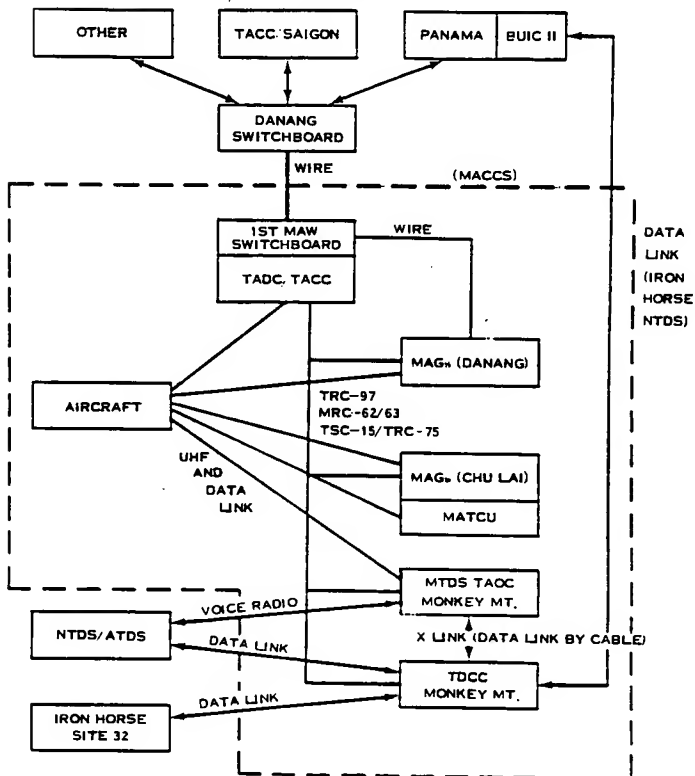 OTHER
TACC SAIGON
PANAMA
BUIC II
DANANG
SWITCHBOARD
WIRE
(MACCS)
1ST MAW
SWITCHBOARD
WIRE
TADC, TACC
DATA
LINK
(IRON
HORSE
NTDS)
MAG (DANANG)
AIRCRAFT
TRC-97
MRC-62/63
TSC-15/TRC-75
UHF
AND
DATA
LINK
MAG (CHU LAI)
MATCU
MTDS TAOC
MONKEY MT.
VOICE RADIO
NTDS/ATDS
DATA LINK
X LINK (DATA LINK BY CABLE)
TDCC
MONKEY MT.
DATA LINK
IRON HORSE
SITE 32